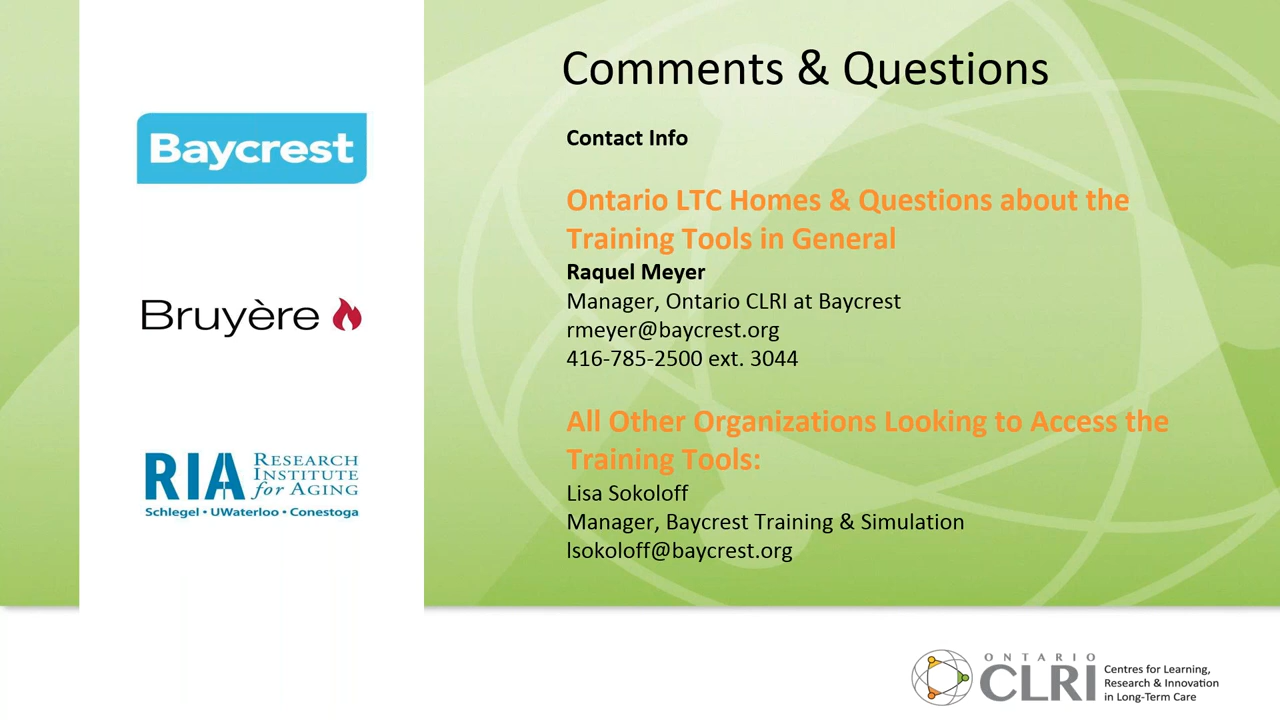 Comments & Questions
Contact Info
Ontario LTC Homes & Questions about the
Training Tools in General
Raquel Meyer
Manager, Ontario CLRI at Baycrest
rmeyer@baycrest.org
416-785-2500 ext. 3044
All Other Organizations Looking to Access the
Training Tools:
Lisa Sokoloff
Manager, Baycrest Training & Simulation
lsokoloff@baycrest.org
Baycrest
Bruyère
RIA RESEARCH
INSTITUTE
for AGING
Schlegel • UWaterloo • Conestoga
ONTARIO
CLRI
Centres for Learning,
Research & Innovation
in Long-Term Care